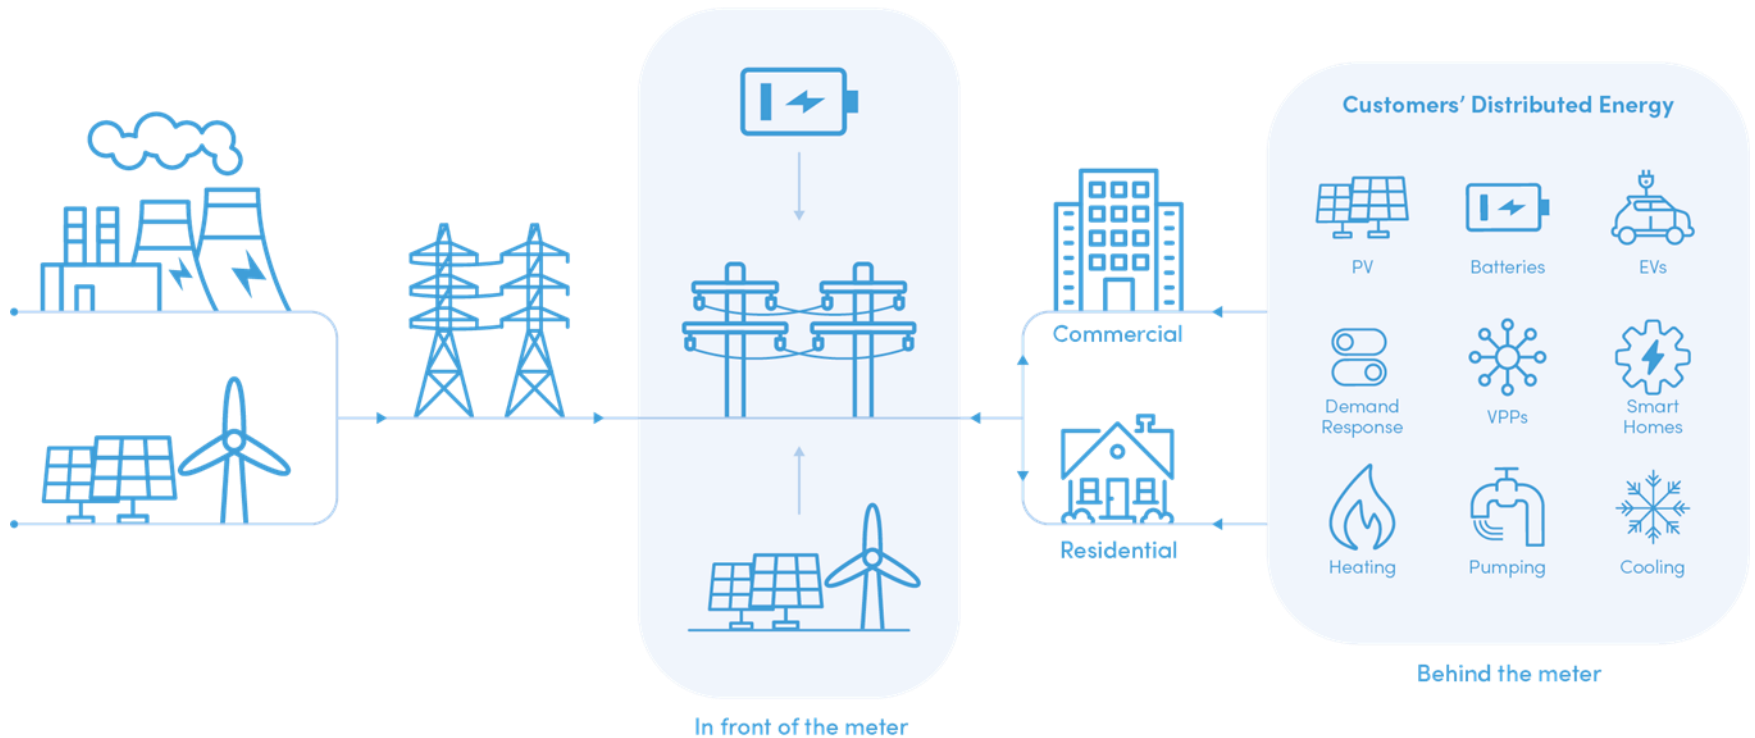 Customers’ Distributed Energy
PV
Batteries
EVs
Commercial
Demand
Response
VPPs
Smart
Homes
Residential
Heating
Pumping
Cooling
Behind the meter
In front of the meter